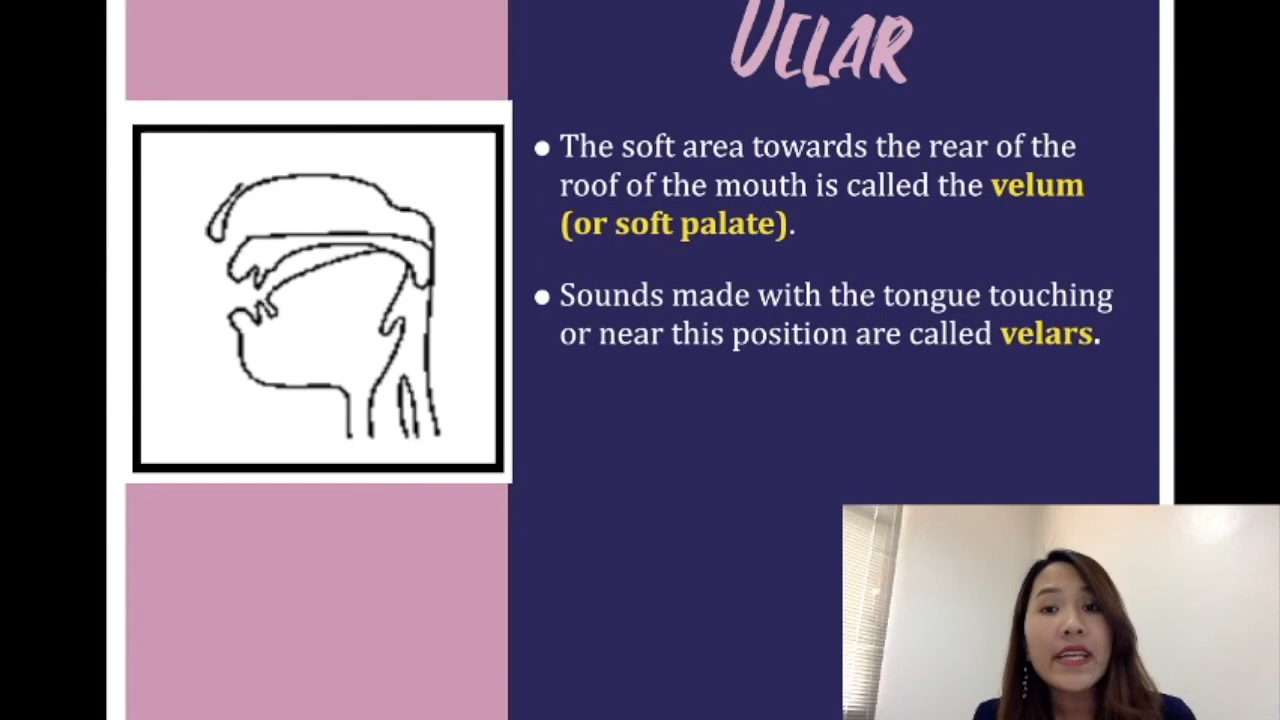 VELAR
● The soft area towards the rear of the
roof of the mouth is called the velum
(or soft palate).
● Sounds made with the tongue touching
or near this position are called velars.